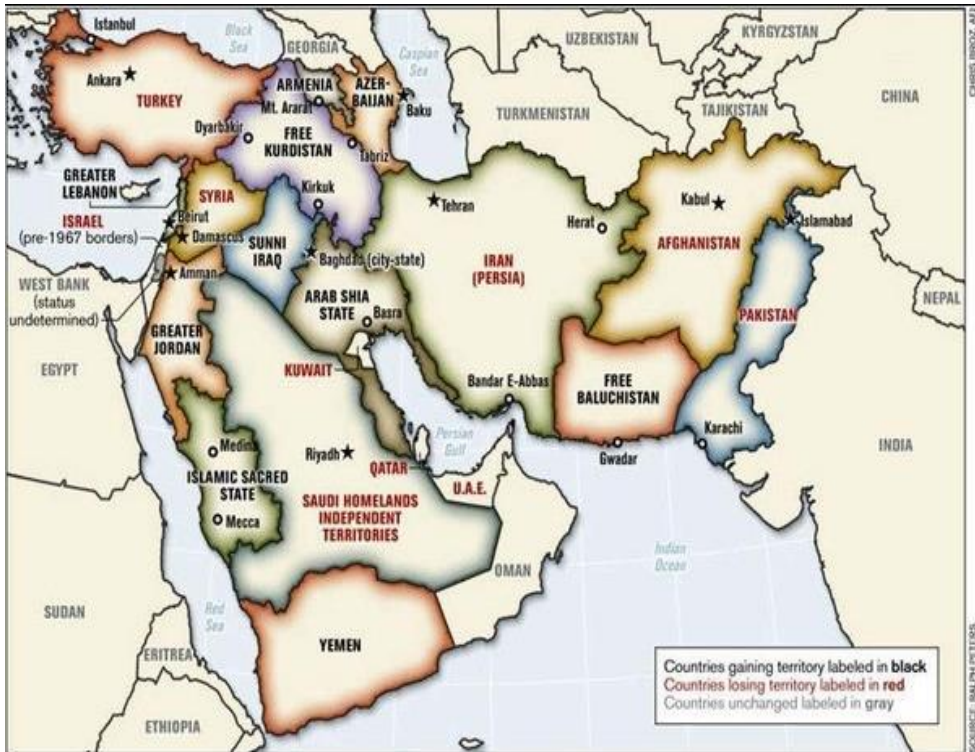 Istanbul
Black
Sea
GEORGIA
Caspian
Sea
UZBEKISTAN
KYRGYZSTAN
Ankara
TURKEY
ARMENIA
Mt. Ararat
AZER-
BAIJAN
Baku
TURKMENISTAN
TAJIKISTAN
CHINA
Dyarbakir
FREE
KURDISTAN
Tabriz
GREATER
LEBANON
SYRIA
Kirkuk
Tehran
Herat
Kabul
Islamabad
ISRAEL
(pre-1967 borders)
Beirut
Damascus
SUNNI
IRAQ
Baghdad (city-state)
IRAN
(PERSIA)
AFGHANISTAN
WEST BANK
(status
undetermined)
Amman
ARAB SHIA
STATE
Basra
PAKISTAN
NEPAL
GREATER
JORDAN
EGYPT
KUWAIT
Bandar E-Abbas
FREE
BALUCHISTAN
Karachi
Gwadar
INDIA
Persian
Gulf
Medina
Riyadh
QATAR
ISLAMIC SACRED
STATE
U.A.E.
Mecca
SAUDI HOMELANDS
INDEPENDENT
TERRITORIES
OMAN
Indian
Ocean
SUDAN
Red
Sea
YEMEN
ERITREA
ETHIOPIA
Countries gaining territory labeled in black
Countries losing territory labeled in red
Countries unchanged labeled in gray
SOURCE: RALPH PETERS